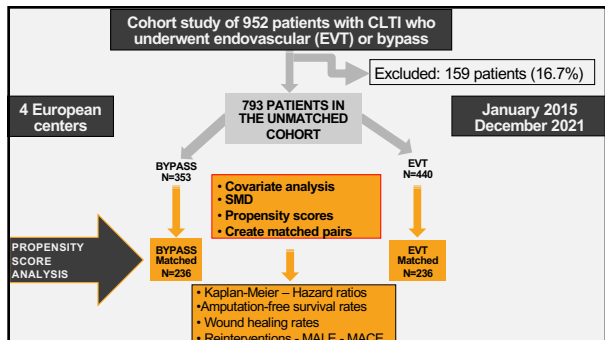 Cohort study of 952 patients with CLTI who
underwent endovascular (EVT) or bypass
Excluded: 159 patients (16.7%)
4 European
centers
793 PATIENTS IN
THE UNMATCHED
COHORT
January 2015
December 2021
BYPASS
N=353
EVT
N=440
• Covariate analysis
• SMD
• Propensity scores
• Create matched pairs
PROPENSITY
SCORE
ANALYSIS
BYPASS
Matched
N=236
EVT
Matched
N=236
• Kaplan-Meier – Hazard ratios
•Amputation-free survival rates
• Wound healing rates
• Reinterventions - MALE - MACE